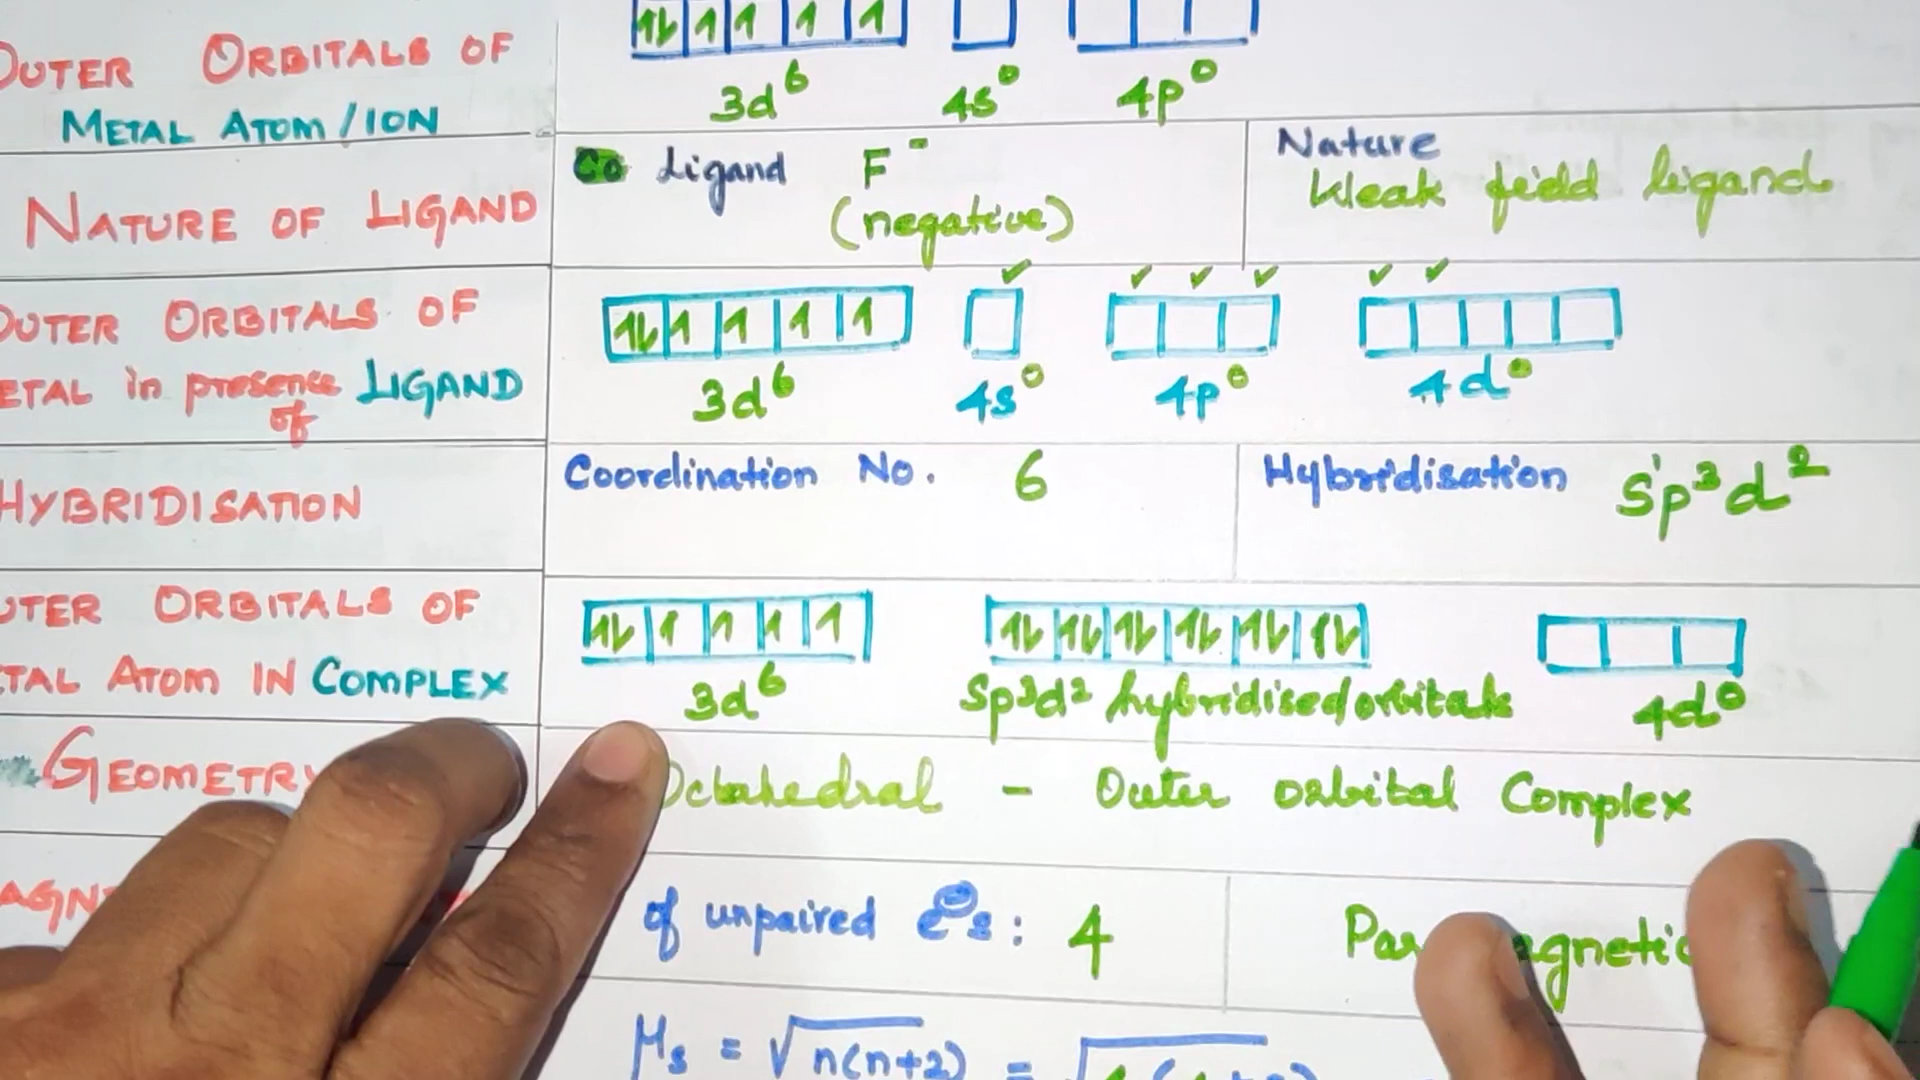 OUTER ORBITALS OF
METAL ATOM/ION
3d⁶ 4s⁰ 4p⁰
NATURE OF LIGAND
Co Ligand F⁻
(negative)
Nature
Weak field ligand
OUTER ORBITALS OF
ETAL in presence LIGAND
of
3d⁶ 4s⁰ 4p⁰ 4d⁰
HYBRIDISATION
Coordination No. 6
Hybridisation sp³d²
UTER ORBITALS OF
TAL ATOM IN COMPLEX
3d⁶ sp³d² hybridised orbitals 4d⁰
GEOMETRY
Octahedral - Outer orbital Complex
AGN
of unpaired e⊖s: 4
μs = √n(n+2) =